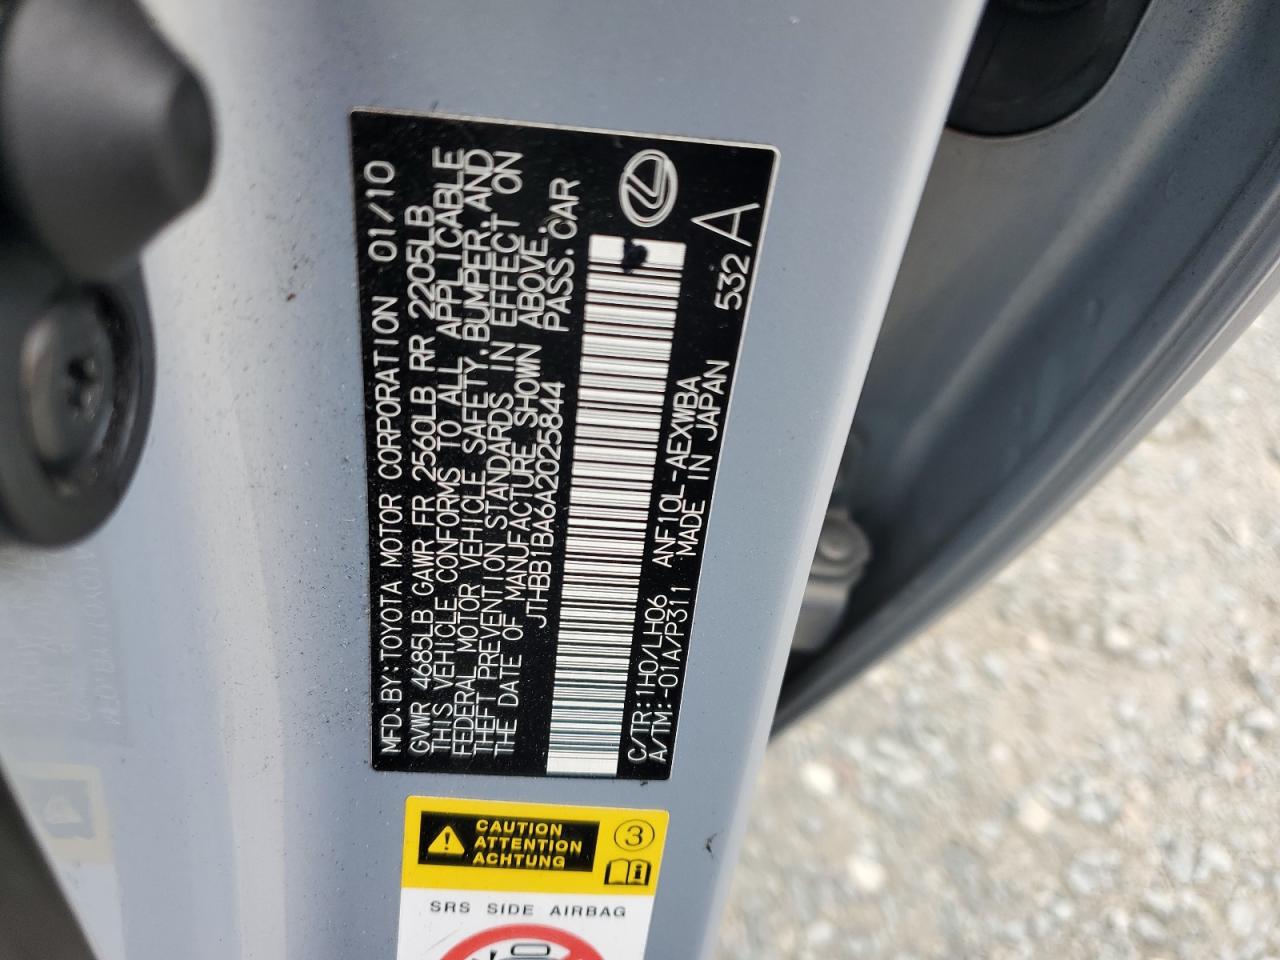 MFD.BY:TOYOTA MOTOR CORPORATION 01/10
GVWR 4685LB GAWR FR 2560LB RR 2205LB
THIS VEHICLE CONFORMS TO ALL APPLICABLE
FEDERAL MOTOR VEHICLE SAFETY,BUMPER,AND
THEFT PREVENTION STANDARDS IN EFFECT ON
THE DATE OF MANUFACTURE SHOWN ABOVE.
JTHBB1BA6A2025844 PASS.CAR
C/TR:1H0/LH06 ANF10L-AEXWBA
A/TM:-01A/P311 MADE IN JAPAN 532 A
CAUTION
ATTENTION
ACHTUNG
3
SRS SIDE AIRBAG